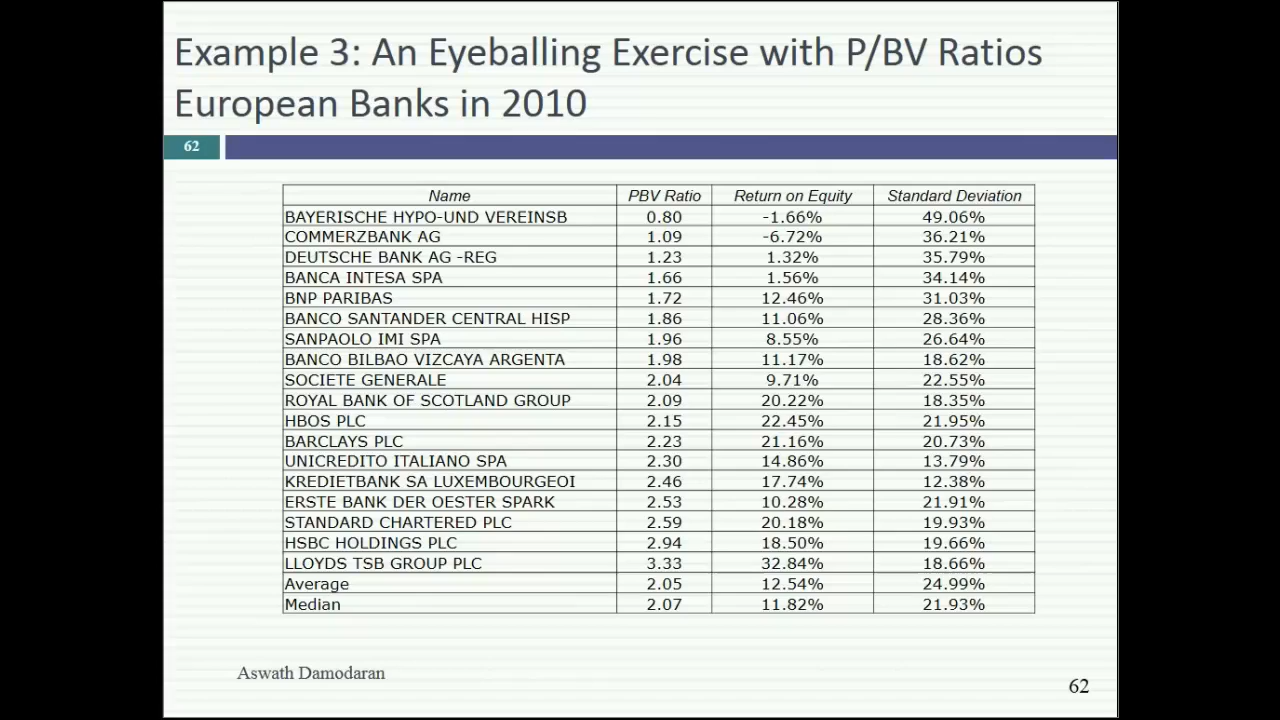 Example 3: An Eyeballing Exercise with P/BV Ratios
European Banks in 2010
62
Name PBV Ratio Return on Equity Standard Deviation
BAYERISCHE HYPO-UND VEREINSB 0.80 -1.66% 49.06%
COMMERZBANK AG 1.09 -6.72% 36.21%
DEUTSCHE BANK AG -REG 1.23 1.32% 35.79%
BANCA INTESA SPA 1.66 1.56% 34.14%
BNP PARIBAS 1.72 12.46% 31.03%
BANCO SANTANDER CENTRAL HISP 1.86 11.06% 28.36%
SANPAOLO IMI SPA 1.96 8.55% 26.64%
BANCO BILBAO VIZCAYA ARGENTA 1.98 11.17% 18.62%
SOCIETE GENERALE 2.04 9.71% 22.55%
ROYAL BANK OF SCOTLAND GROUP 2.09 20.22% 18.35%
HBOS PLC 2.15 22.45% 21.95%
BARCLAYS PLC 2.23 21.16% 20.73%
UNICREDITO ITALIANO SPA 2.30 14.86% 13.79%
KREDIETBANK SA LUXEMBOURGEOI 2.46 17.74% 12.38%
ERSTE BANK DER OESTER SPARK 2.53 10.28% 21.91%
STANDARD CHARTERED PLC 2.59 20.18% 19.93%
HSBC HOLDINGS PLC 2.94 18.50% 19.66%
LLOYDS TSB GROUP PLC 3.33 32.84% 18.66%
Average 2.05 12.54% 24.99%
Median 2.07 11.82% 21.93%
Aswath Damodaran
62